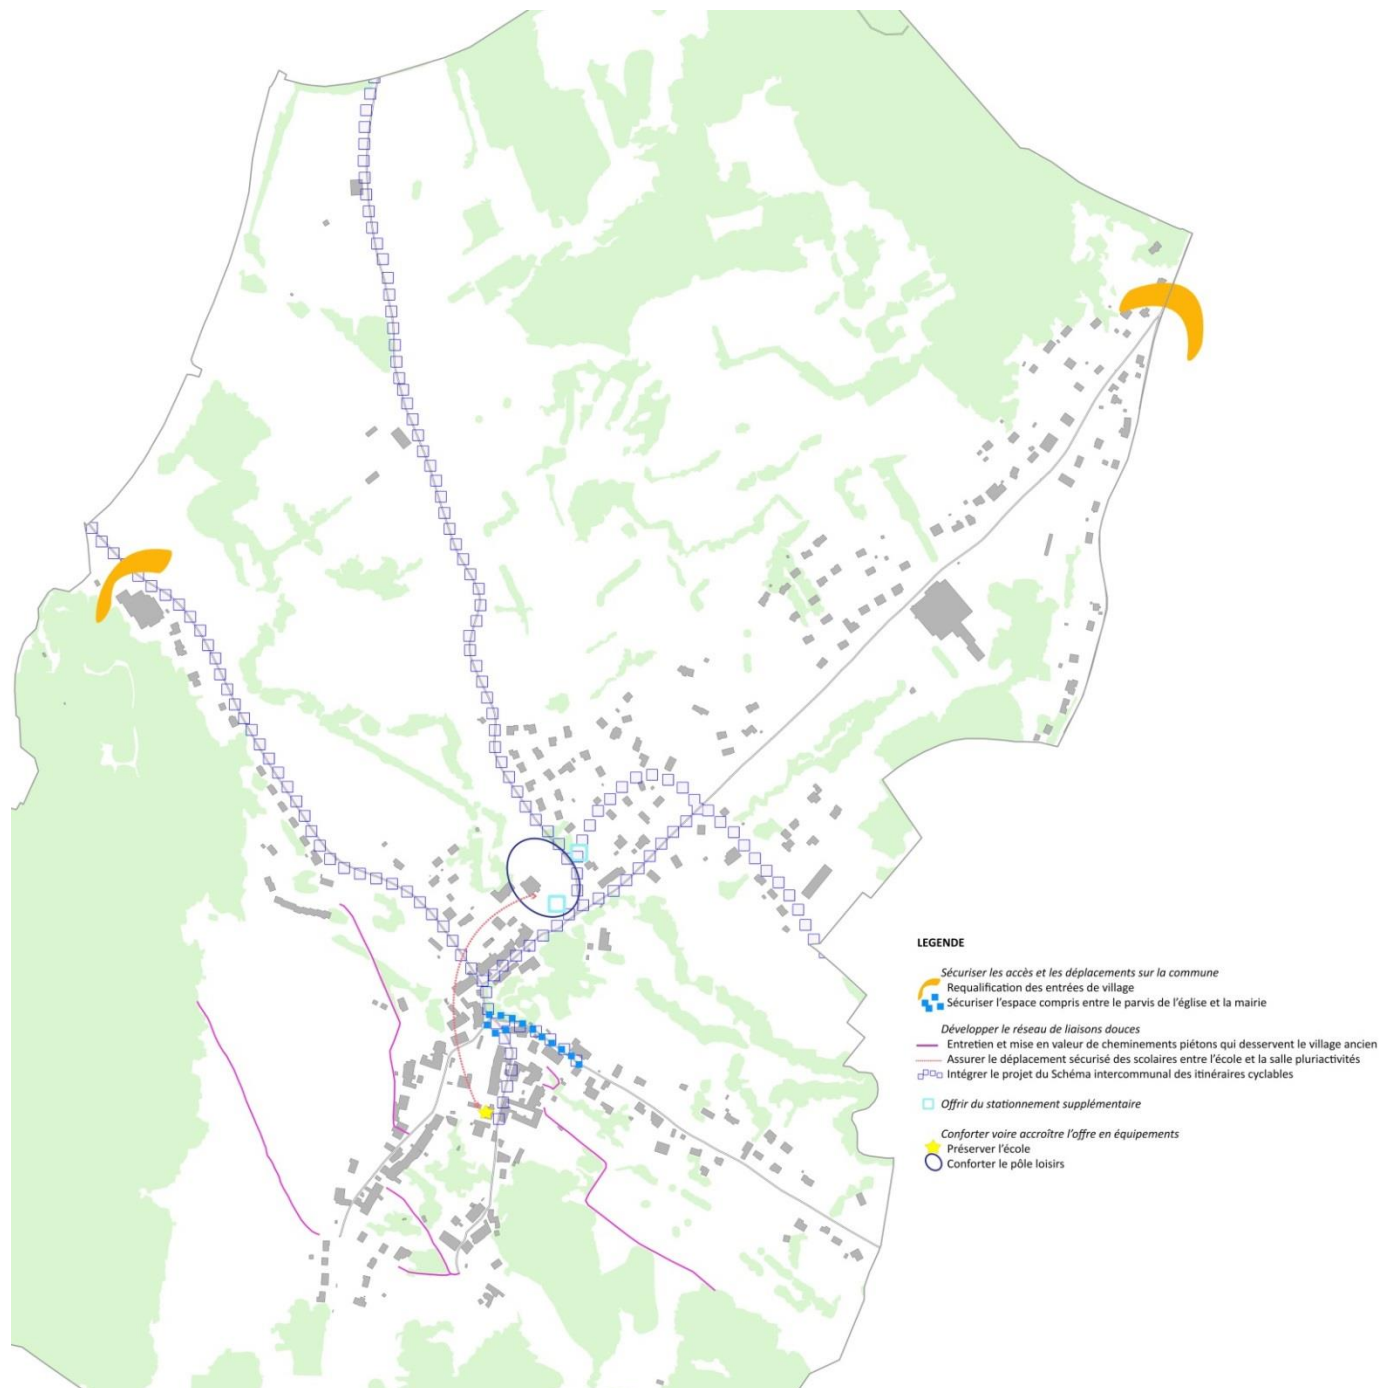 LEGENDE
Sécuriser les accès et les déplacements sur la commune
Requalification des entrées de village
Sécuriser l’espace compris entre le parvis de l’église et la mairie
Développer le réseau de liaisons douces
Entretien et mise en valeur de cheminements piétons qui desservent le village ancien
Assurer le déplacement sécurisé des scolaires entre l’école et la salle pluriactivités
Intégrer le projet du Schéma intercommunal des itinéraires cyclables
Offrir du stationnement supplémentaire
Conforter voire accroître l’offre en équipements
Préserver l’école
Conforter le pôle loisirs